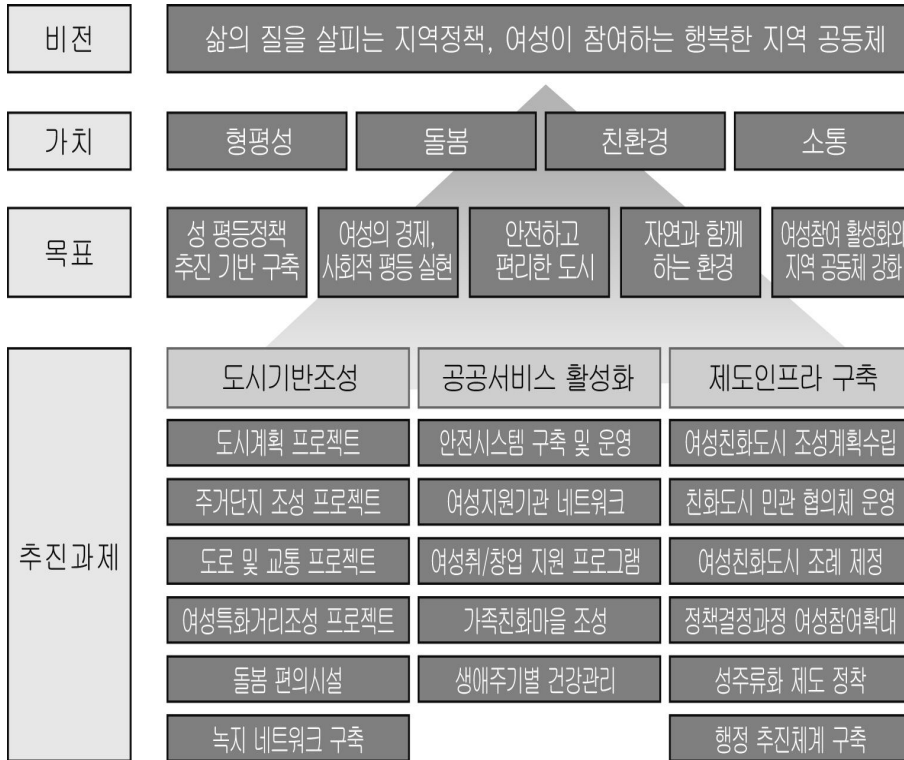 비전
삶의 질을 살피는 지역정책, 여성이 참여하는 행복한 지역 공동체
가치
형평성
돌봄
친환경
소통
목표
성 평등정책
추진 기반 구축
여성의 경제,
사회적 평등 실현
안전하고
편리한 도시
자연과 함께
하는 환경
여성참여 활성화와
지역 공동체 강화
추진과제
도시기반조성
도시계획 프로젝트
주거단지 조성 프로젝트
도로 및 교통 프로젝트
여성특화거리조성 프로젝트
돌봄 편의시설
녹지 네트워크 구축
공공서비스 활성화
안전시스템 구축 및 운영
여성지원기관 네트워크
여성취/창업 지원 프로그램
가족친화마을 조성
생애주기별 건강관리
제도인프라 구축
여성친화도시 조성계획수립
친화도시 민관 협의체 운영
여성친화도시 조례 제정
정책결정과정 여성참여확대
성주류화 제도 정착
행정 추진체계 구축